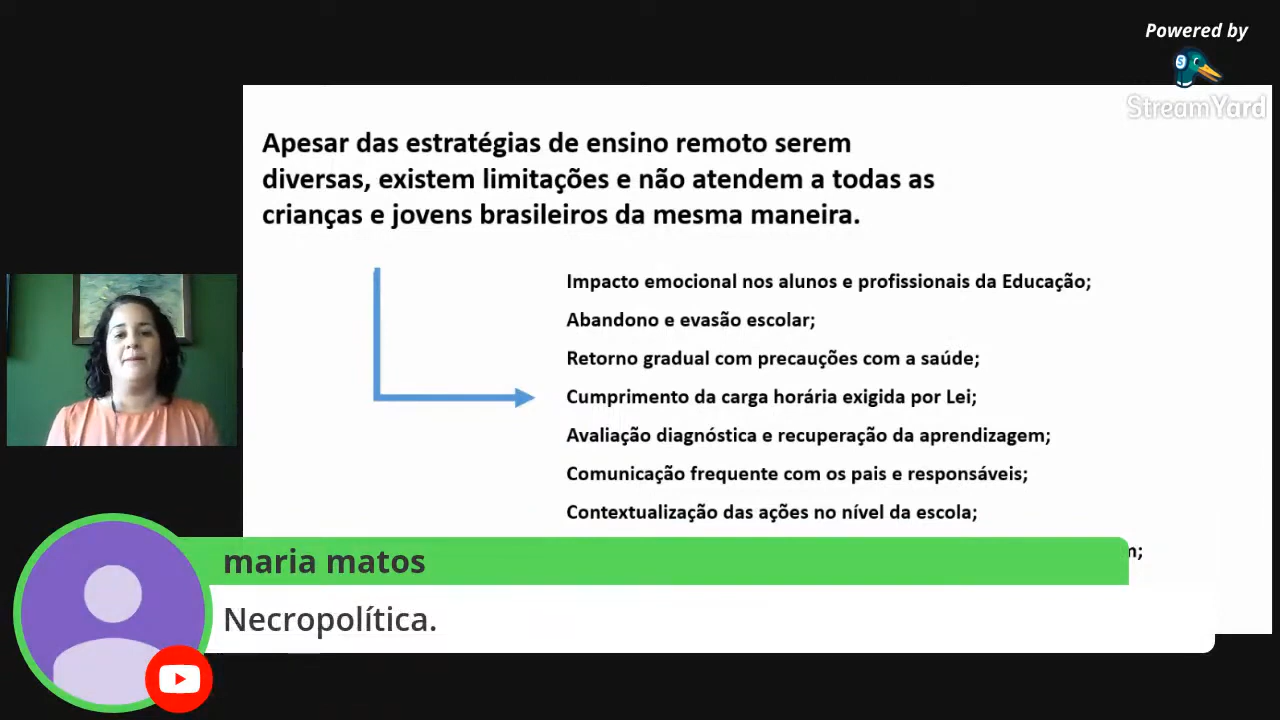 Powered by
StreamYard
Apesar das estratégias de ensino remoto serem
diversas, existem limitações e não atendem a todas as
crianças e jovens brasileiros da mesma maneira.
Impacto emocional nos alunos e profissionais da Educação;
Abandono e evasão escolar;
Retorno gradual com precauções com a saúde;
Cumprimento da carga horária exigida por Lei;
Avaliação diagnóstica e recuperação da aprendizagem;
Comunicação frequente com os pais e responsáveis;
Contextualização das ações no nível da escola;
maria matos
Necropolítica.